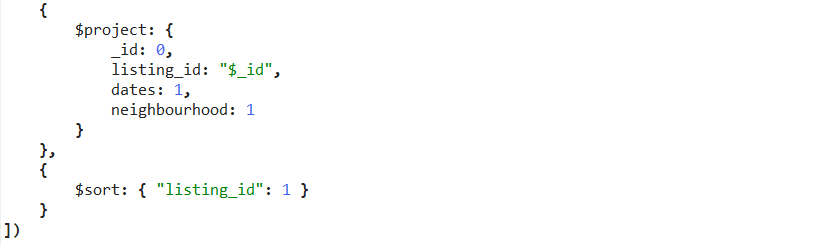 {
        $project: {
            _id: 0,
            listing_id: "$_id",
            dates: 1,
            neighbourhood: 1
        }
    },
    {
        $sort: { "listing_id": 1 }
    }
])